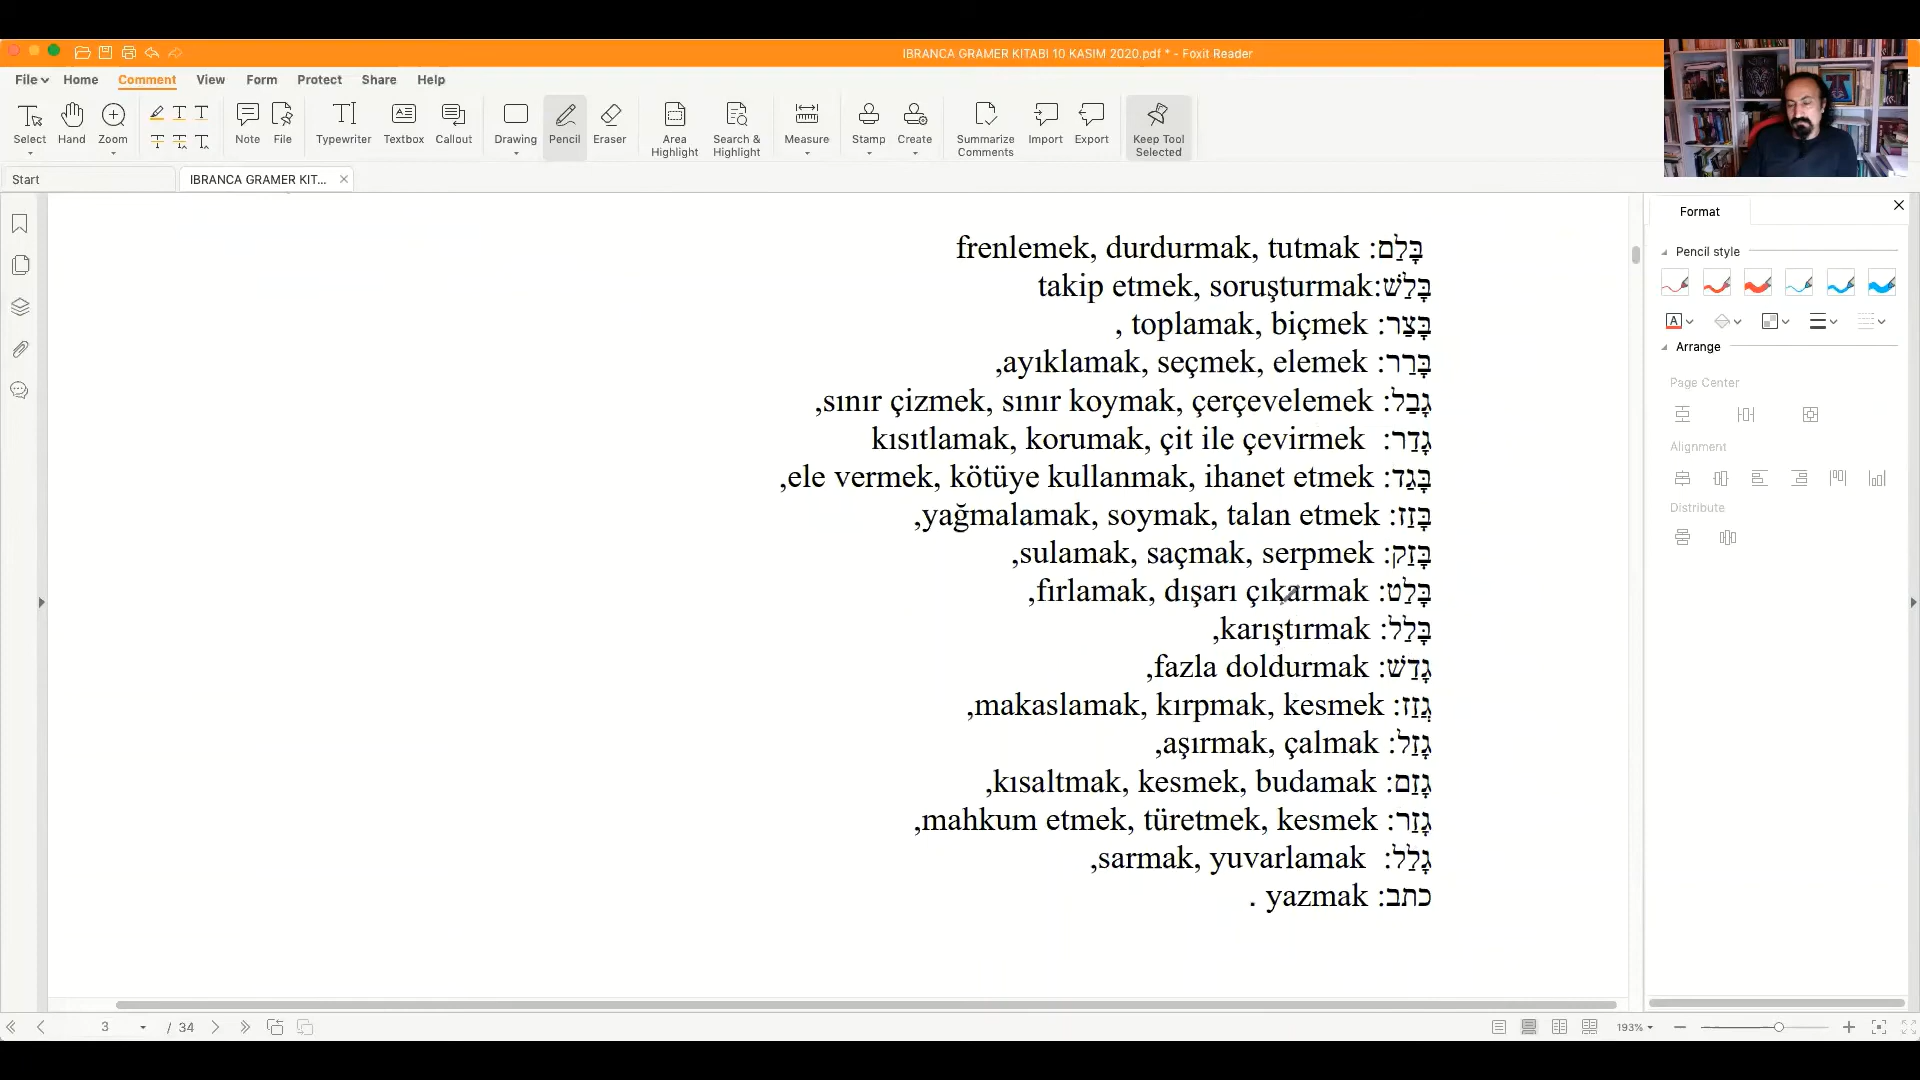 IBRANCA GRAMER KITABI 10 KASIM 2020.pdf * - Foxit Reader
File Home Comment View Form Protect Share Help
Select Hand Zoom Note File Typewriter Textbox Callout Drawing Pencil Eraser Area Highlight Search & Highlight Measure Stamp Create Summarize Comments Import Export Keep Tool Selected
Start
IBRANCA GRAMER KIT...
Format
Pencil style
Arrange
Page Center
Alignment
Distribute
בָּלַם: frenlemek, durdurmak, tutmak
בָּלַשׁ:takip etmek, soruşturmak
בָּצַר: toplamak, biçmek ,
בָּרַר: ayıklamak, seçmek, elemek,
גָבַל: sınır çizmek, sınır koymak, çerçevelemek,
גָדַר: kısıtlamak, korumak, çit ile çevirmek
בָּגַד: ele vermek, kötüye kullanmak, ihanet etmek,
בָּזַז: yağmalamak, soymak, talan etmek,
בָּזַק: sulamak, saçmak, serpmek,
בָּלַט: fırlamak, dışarı çıkarmak,
בָּלַל: karıştırmak,
גָדַשׁ: fazla doldurmak,
גָזַז: makaslamak, kırpmak, kesmek,
גָזַל: aşırmak, çalmak,
גָזַם: kısaltmak, kesmek, budamak,
גָזַר: mahkum etmek, türetmek, kesmek,
גָלַל: sarmak, yuvarlamak,
כתב: yazmak .
3 / 34
193%